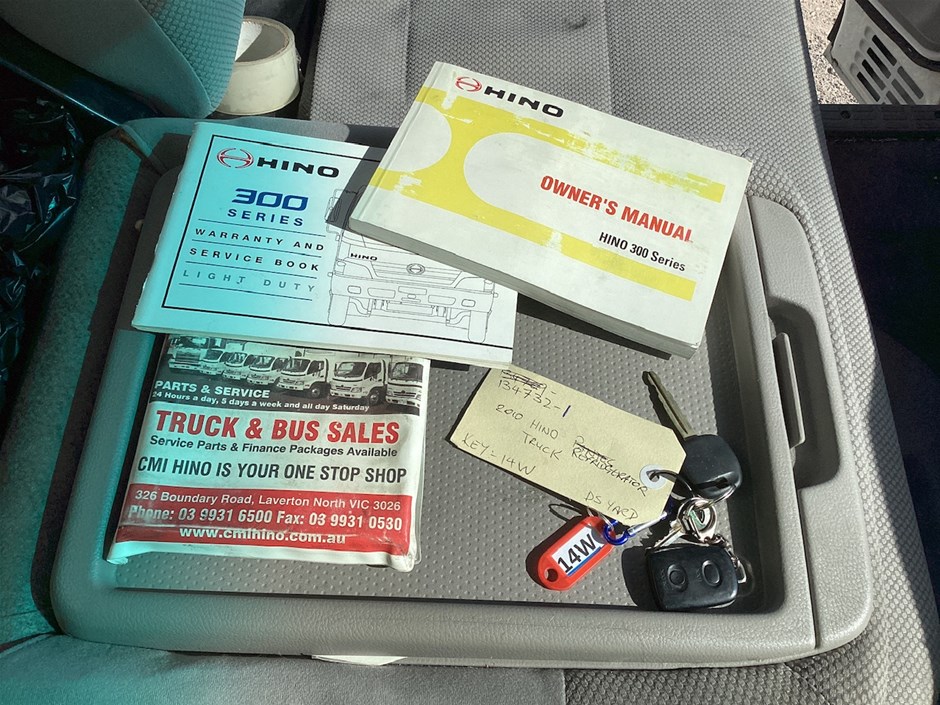 HINO
300
SERIES
WARRANTY AND
SERVICE BOOK
LIGHT DUTY
HINO
HINO
OWNER'S MANUAL
HINO 300 Series
PARTS & SERVICE
24 Hours a day, 5 days a week and all day Saturday
TRUCK & BUS SALES
Service Parts & Finance Packages Available
CMI HINO IS YOUR ONE STOP SHOP
326 Boundary Road, Laverton North VIC 3026
Phone: 03 9931 6500 Fax: 03 9931 0530
www.cmihino.com.au
134732-1
2010 HINO
TRUCK REFRIDGERATOR
KEY=14W
DS YARD
14W